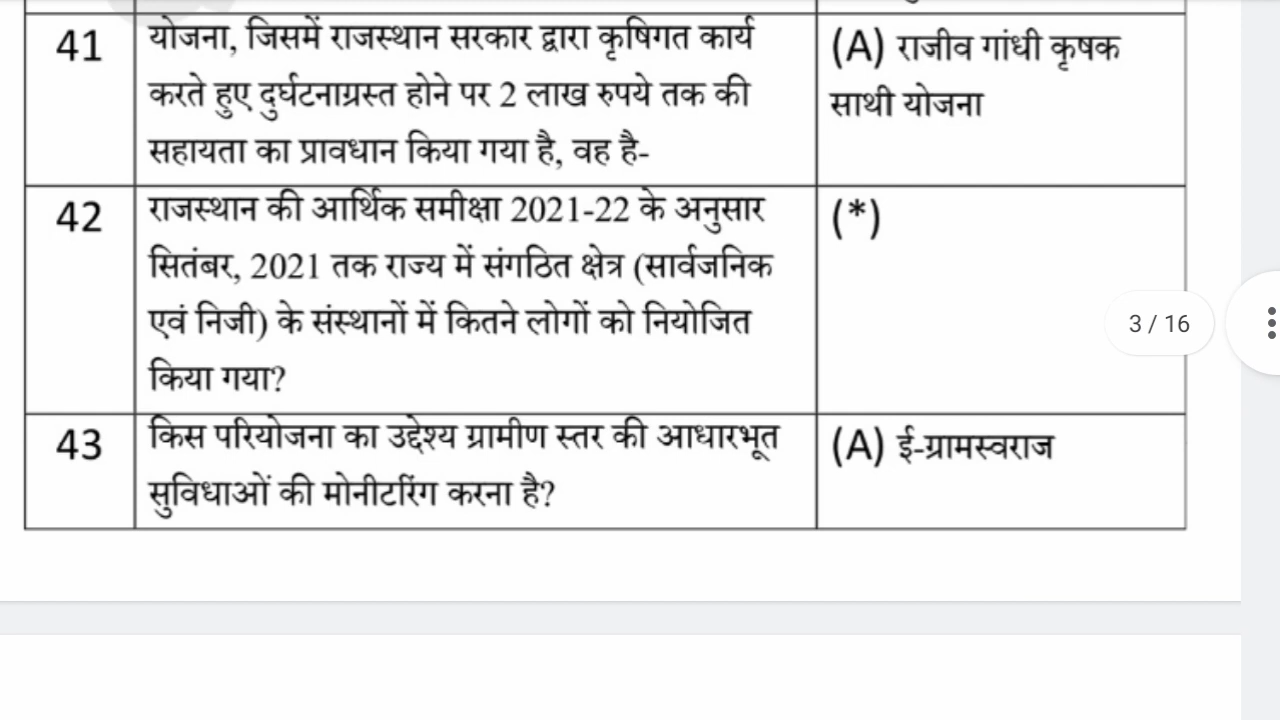 41
योजना, जिसमें राजस्थान सरकार द्वारा कृषिगत कार्य
करते हुए दुर्घटनाग्रस्त होने पर 2 लाख रुपये तक की
सहायता का प्रावधान किया गया है, वह है-
(A) राजीव गांधी कृषक
साथी योजना
42
राजस्थान की आर्थिक समीक्षा 2021-22 के अनुसार
सितंबर, 2021 तक राज्य में संगठित क्षेत्र (सार्वजनिक
एवं निजी) के संस्थानों में कितने लोगों को नियोजित
किया गया?
(*)
3 / 16
43
किस परियोजना का उद्देश्य ग्रामीण स्तर की आधारभूत
सुविधाओं की मोनीटरिंग करना है?
(A) ई-ग्रामस्वराज